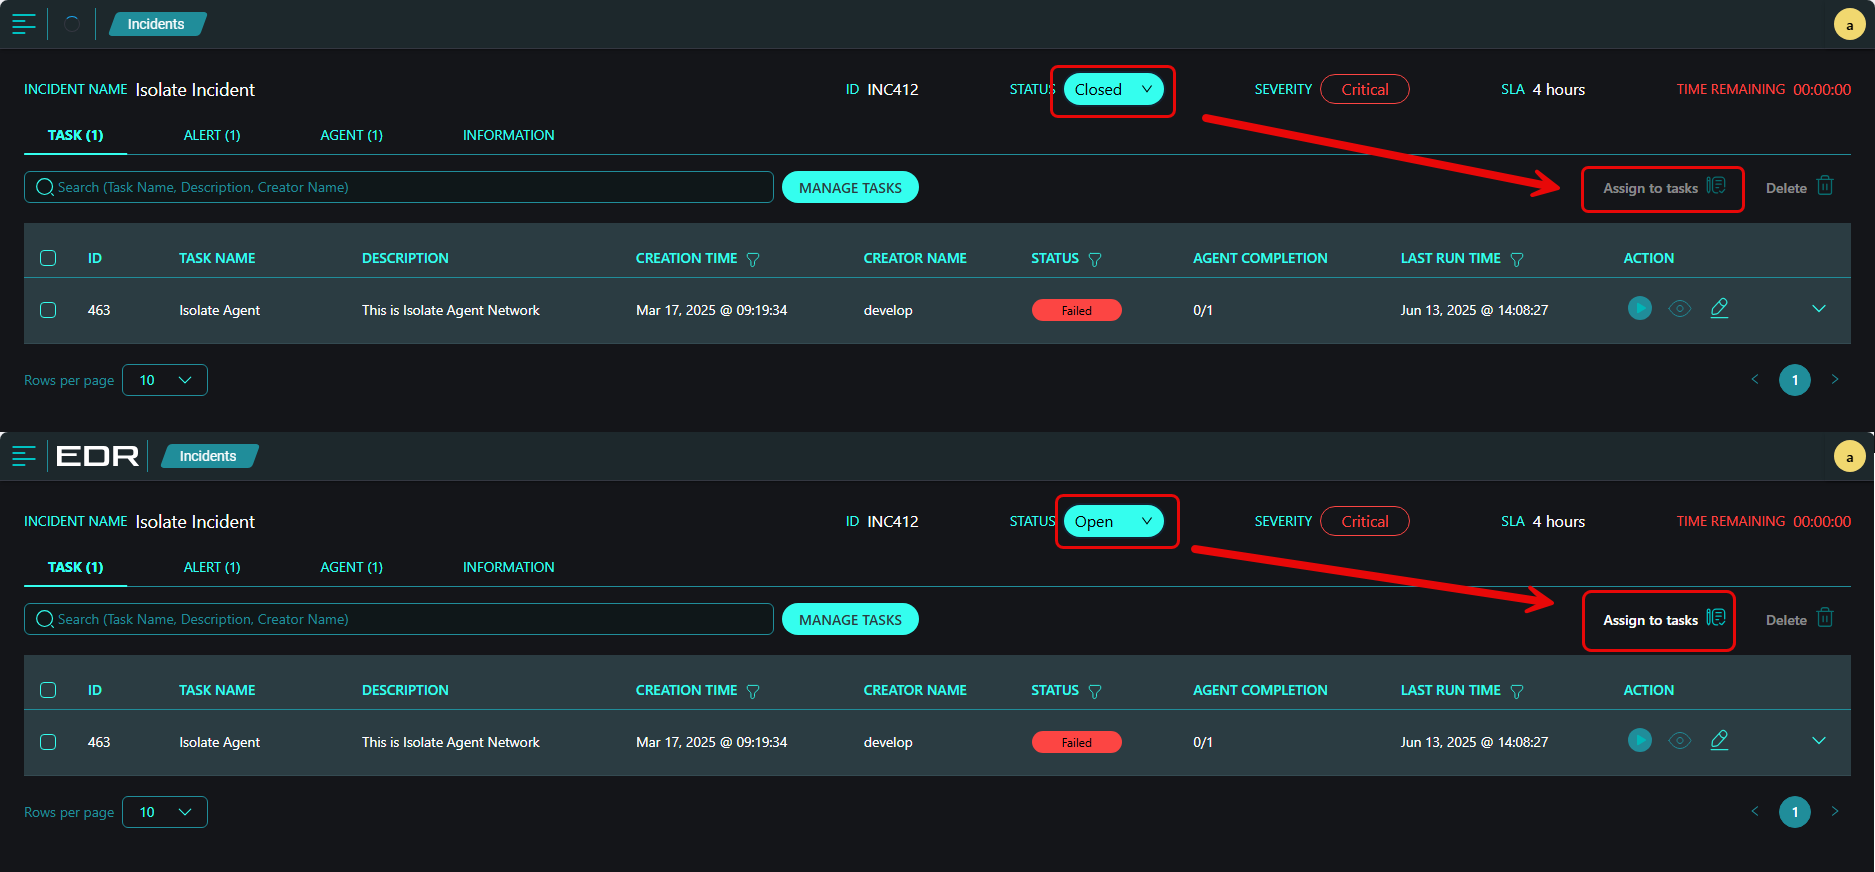 Incidents
a
INCIDENT NAME Isolate Incident ID INC412 STATUS Closed SEVERITY Critical SLA 4 hours TIME REMAINING 00:00:00
TASK (1) ALERT (1) AGENT (1) INFORMATION
Search (Task Name, Description, Creator Name) MANAGE TASKS Assign to tasks Delete
ID TASK NAME DESCRIPTION CREATION TIME CREATOR NAME STATUS AGENT COMPLETION LAST RUN TIME ACTION
463 Isolate Agent This is Isolate Agent Network Mar 17, 2025 @ 09:19:34 develop Failed 0/1 Jun 13, 2025 @ 14:08:27
Rows per page 10 < 1 >
EDR Incidents
a
INCIDENT NAME Isolate Incident ID INC412 STATUS Open SEVERITY Critical SLA 4 hours TIME REMAINING 00:00:00
TASK (1) ALERT (1) AGENT (1) INFORMATION
Search (Task Name, Description, Creator Name) MANAGE TASKS Assign to tasks Delete
ID TASK NAME DESCRIPTION CREATION TIME CREATOR NAME STATUS AGENT COMPLETION LAST RUN TIME ACTION
463 Isolate Agent This is Isolate Agent Network Mar 17, 2025 @ 09:19:34 develop Failed 0/1 Jun 13, 2025 @ 14:08:27
Rows per page 10 < 1 >